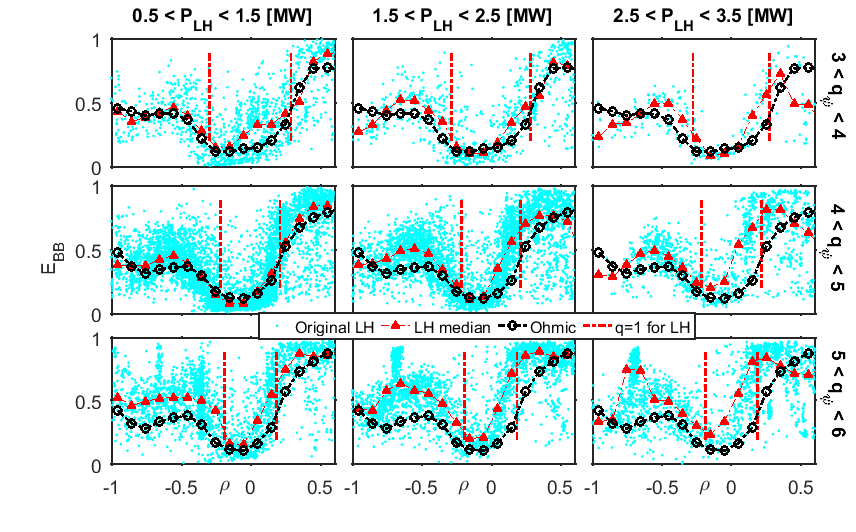 0.5 < P_LH < 1.5 [MW] 1.5 < P_LH < 2.5 [MW] 2.5 < P_LH < 3.5 [MW]
1
0.5
0
3 < q_ψ < 4
1
0.5
0
E_BB
4 < q_ψ < 5
Original LH LH median Ohmic q=1 for LH
1
0.5
0
5 < q_ψ < 6
-1 -0.5 ρ 0 0.5 -1 -0.5 ρ 0 0.5 -1 -0.5 ρ 0 0.5